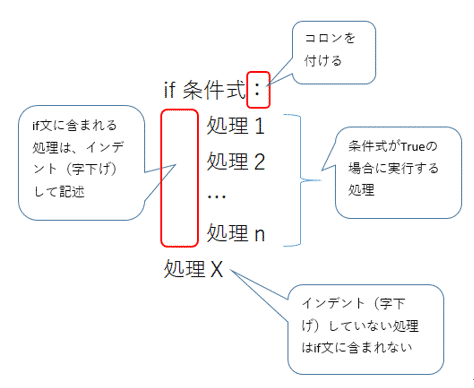 コロンを
付ける
if 条件式：
if文に含まれる
処理は、インデ
ント（字下げ）
して記述
処理１
処理２
…
処理ｎ
条件式がTrueの
場合に実行する
処理
処理Ｘ
インデント（字下
げ）していない処理
はif文に含まれない